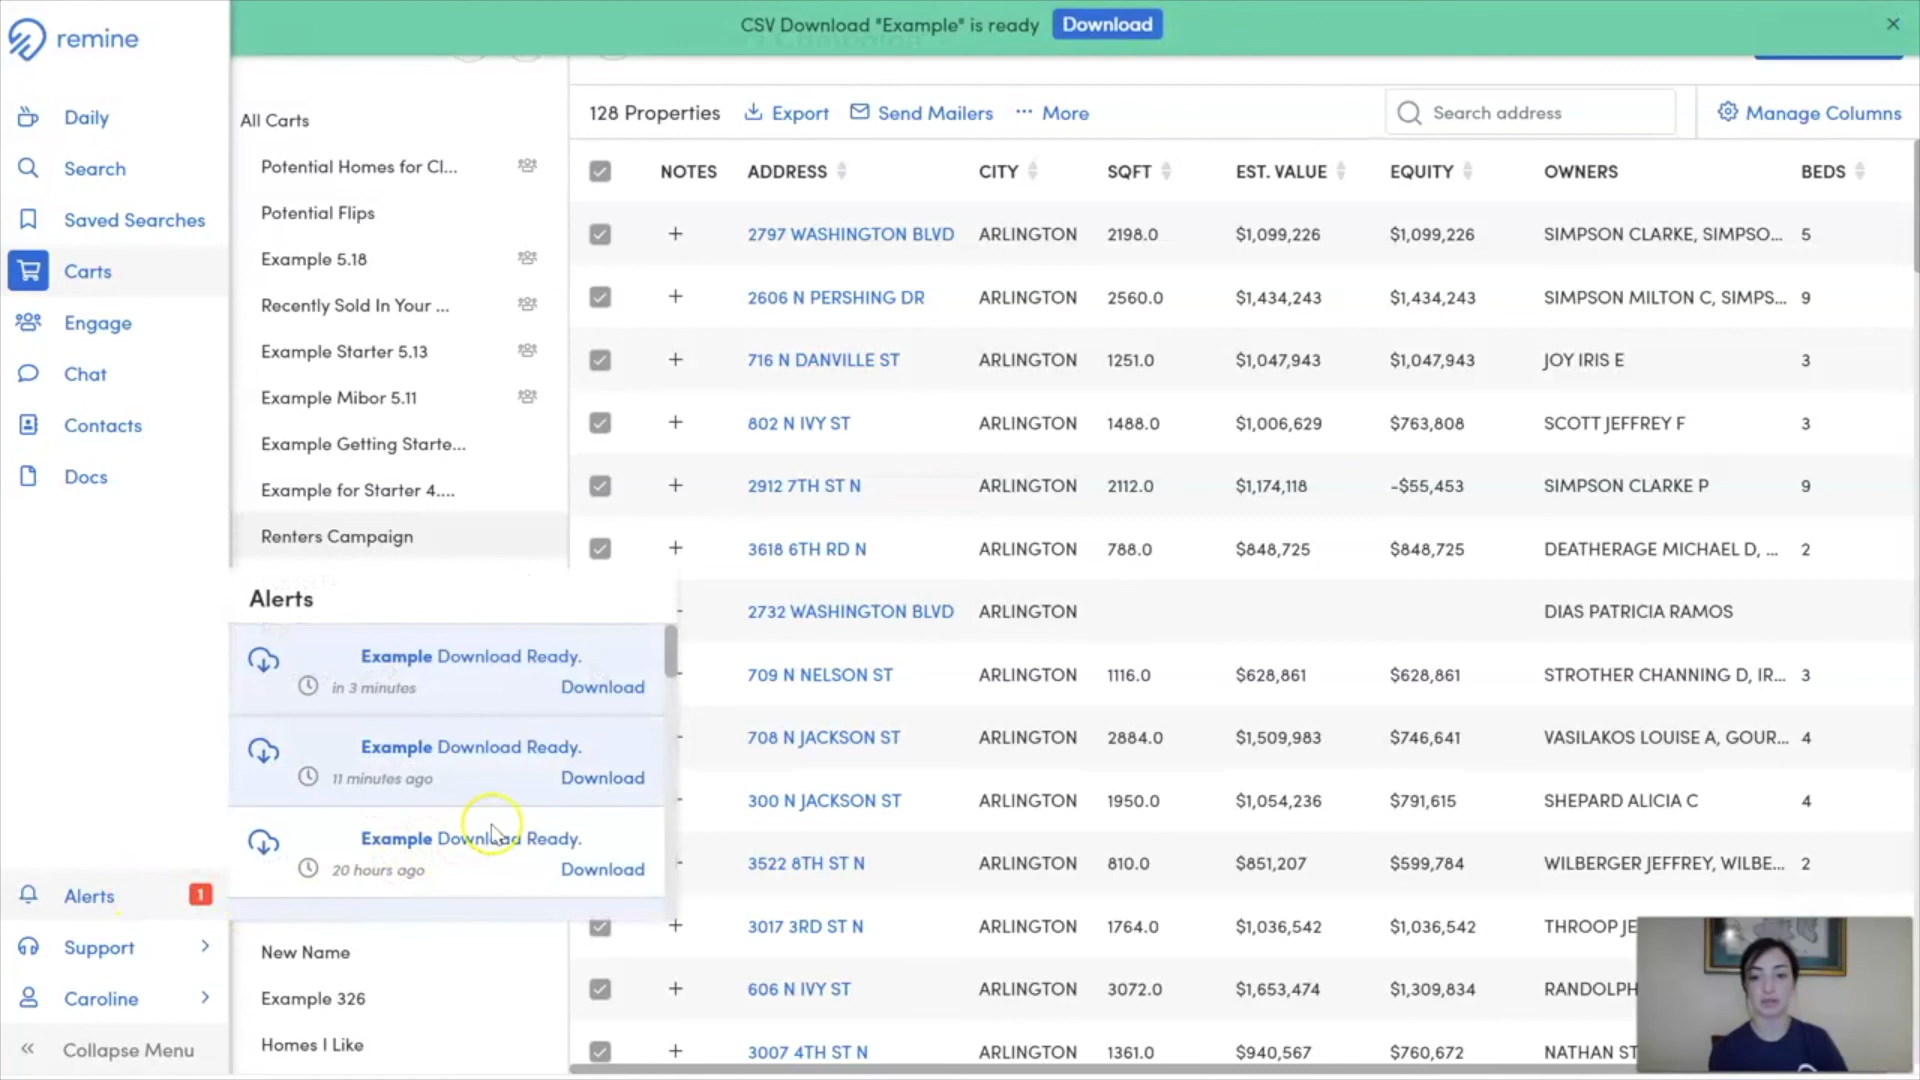 CSV Download "Example" is ready Download
remine
Daily
Search
Saved Searches
Carts
Engage
Chat
Contacts
Docs
Alerts 1
Support
Caroline
Collapse Menu
All Carts
Potential Homes for Cl...
Potential Flips
Example 5.18
Recently Sold In Your ...
Example Starter 5.13
Example Mibor 5.11
Example Getting Starte...
Example for Starter 4....
Renters Campaign
Alerts
Example Download Ready.
in 3 minutes Download
Example Download Ready.
11 minutes ago Download
Example Download Ready.
20 hours ago Download
New Name
Example 326
Homes I Like
128 Properties Export Send Mailers ··· More Search address Manage Columns
NOTES ADDRESS CITY SQFT EST. VALUE EQUITY OWNERS BEDS
+ 2797 WASHINGTON BLVD ARLINGTON 2198.0 $1,099,226 $1,099,226 SIMPSON CLARKE, SIMPSO... 5
+ 2606 N PERSHING DR ARLINGTON 2560.0 $1,434,243 $1,434,243 SIMPSON MILTON C, SIMPS... 9
+ 716 N DANVILLE ST ARLINGTON 1251.0 $1,047,943 $1,047,943 JOY IRIS E 3
+ 802 N IVY ST ARLINGTON 1488.0 $1,006,629 $763,808 SCOTT JEFFREY F 3
+ 2912 7TH ST N ARLINGTON 2112.0 $1,174,118 -$55,453 SIMPSON CLARKE P 9
+ 3618 6TH RD N ARLINGTON 788.0 $848,725 $848,725 DEATHERAGE MICHAEL D, ... 2
2732 WASHINGTON BLVD ARLINGTON DIAS PATRICIA RAMOS
709 N NELSON ST ARLINGTON 1116.0 $628,861 $628,861 STROTHER CHANNING D, IR... 3
708 N JACKSON ST ARLINGTON 2884.0 $1,509,983 $746,641 VASILAKOS LOUISE A, GOUR... 4
300 N JACKSON ST ARLINGTON 1950.0 $1,054,236 $791,615 SHEPARD ALICIA C 4
3522 8TH ST N ARLINGTON 810.0 $851,207 $599,784 WILBERGER JEFFREY, WILBE... 2
+ 3017 3RD ST N ARLINGTON 1764.0 $1,036,542 $1,036,542 THROOP JE
+ 606 N IVY ST ARLINGTON 3072.0 $1,653,474 $1,309,834 RANDOLPH
+ 3007 4TH ST N ARLINGTON 1361.0 $940,567 $760,672 NATHAN ST